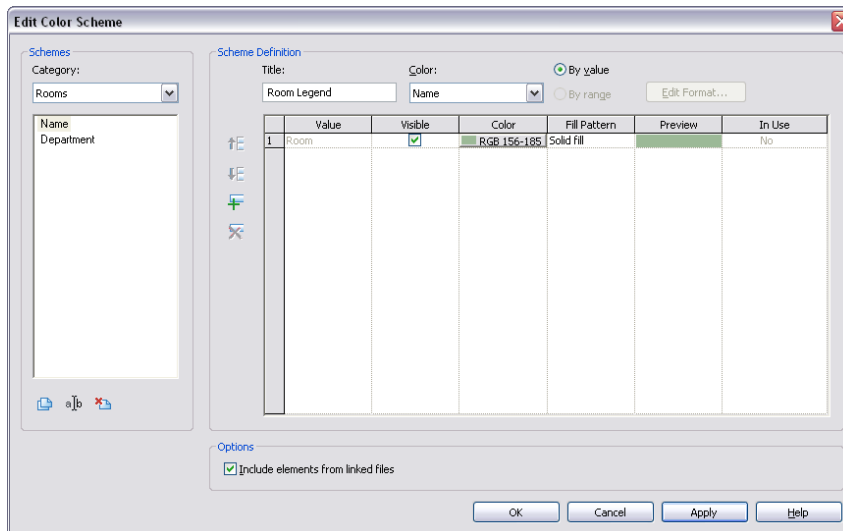 Edit Color Scheme
Schemes
Category:
Rooms
Name
Department
a b
Scheme Definition
Title:
Color:
By value
Room Legend
Name
By range
Edit Format...
Value Visible Color Fill Pattern Preview In Use
1 Room RGB 156-185 Solid fill No
Options
Include elements from linked files
OK
Cancel
Apply
Help